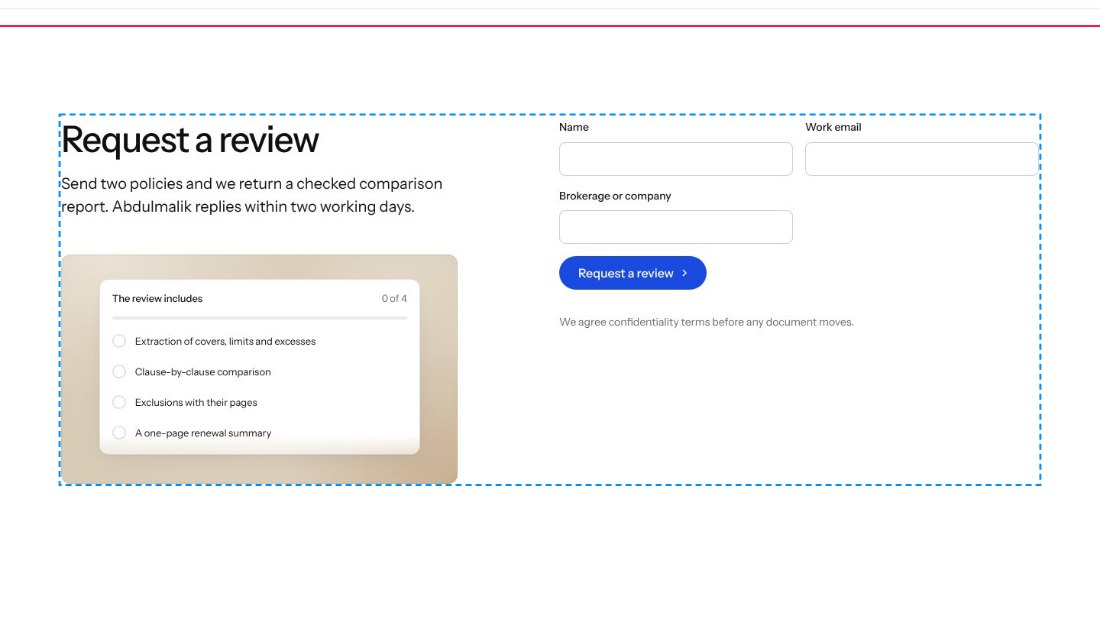 Request a review
Send two policies and we return a checked comparison
report. Abdulmalik replies within two working days.
The review includes
0 of 4
Extraction of covers, limits and excesses
Clause-by-clause comparison
Exclusions with their pages
A one-page renewal summary
Name
Work email
Brokerage or company
Request a review
We agree confidentiality terms before any document moves.